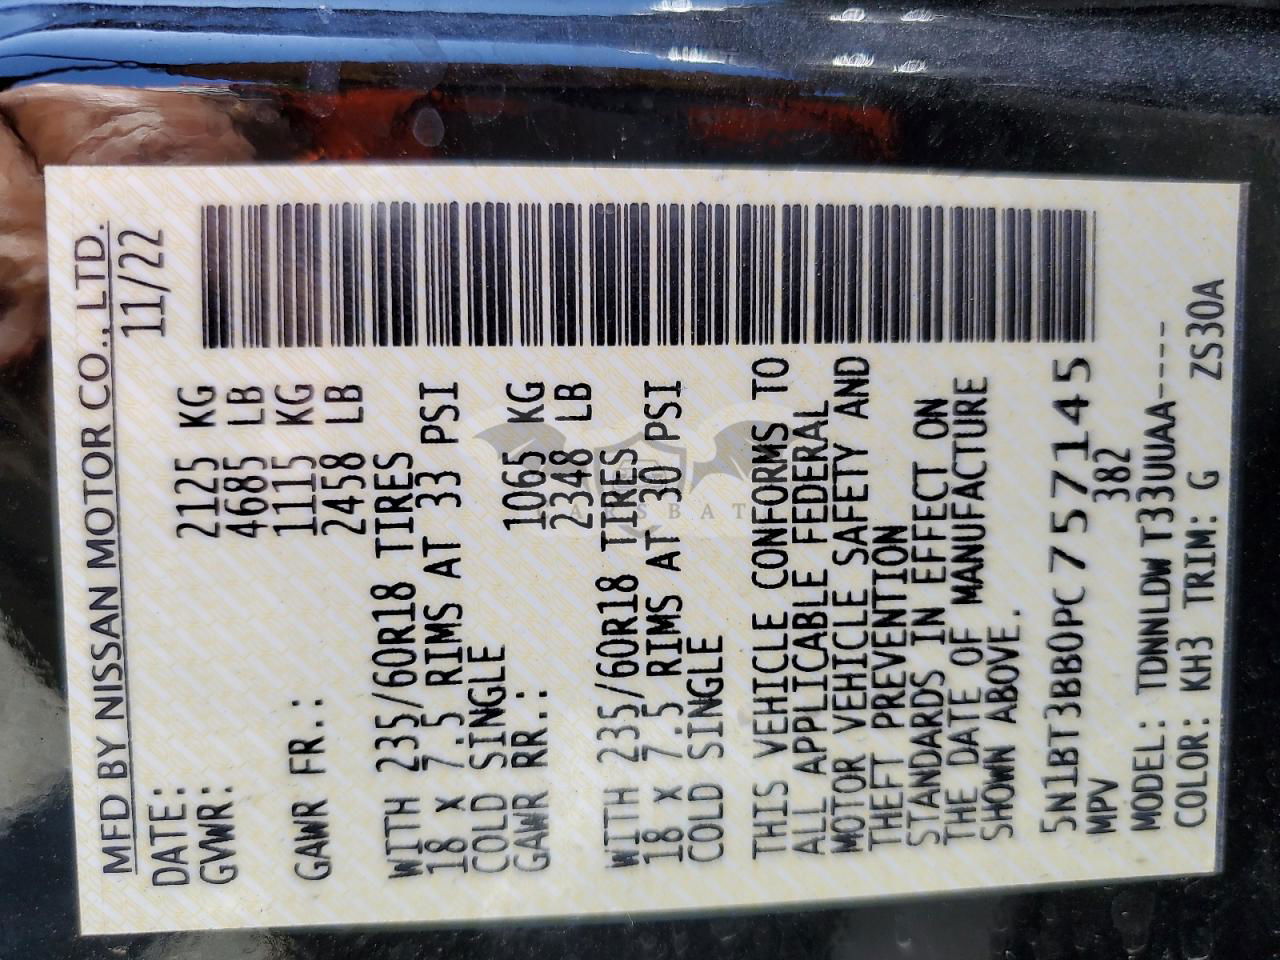 MFD BY NISSAN MOTOR CO., LTD.
DATE: 11/22
GVWR: 2125 KG
4685 LB
GAWR FR.: 1115 KG
2458 LB
WITH 235/60R18 TIRES
18 x 7.5 RIMS AT 33 PSI
COLD SINGLE
GAWR RR.: 1065 KG
2348 LB
WITH 235/60R18 TIRES
18 x 7.5 RIMS AT 30 PSI
COLD SINGLE
THIS VEHICLE CONFORMS TO
ALL APPLICABLE FEDERAL
MOTOR VEHICLE SAFETY AND
THEFT PREVENTION
STANDARDS IN EFFECT ON
THE DATE OF MANUFACTURE
SHOWN ABOVE.
5N1BT3BB0PC757145
MPV 382
MODEL: TDNNLDW T33UUAA-----
COLOR: KH3 TRIM: G ZS30A